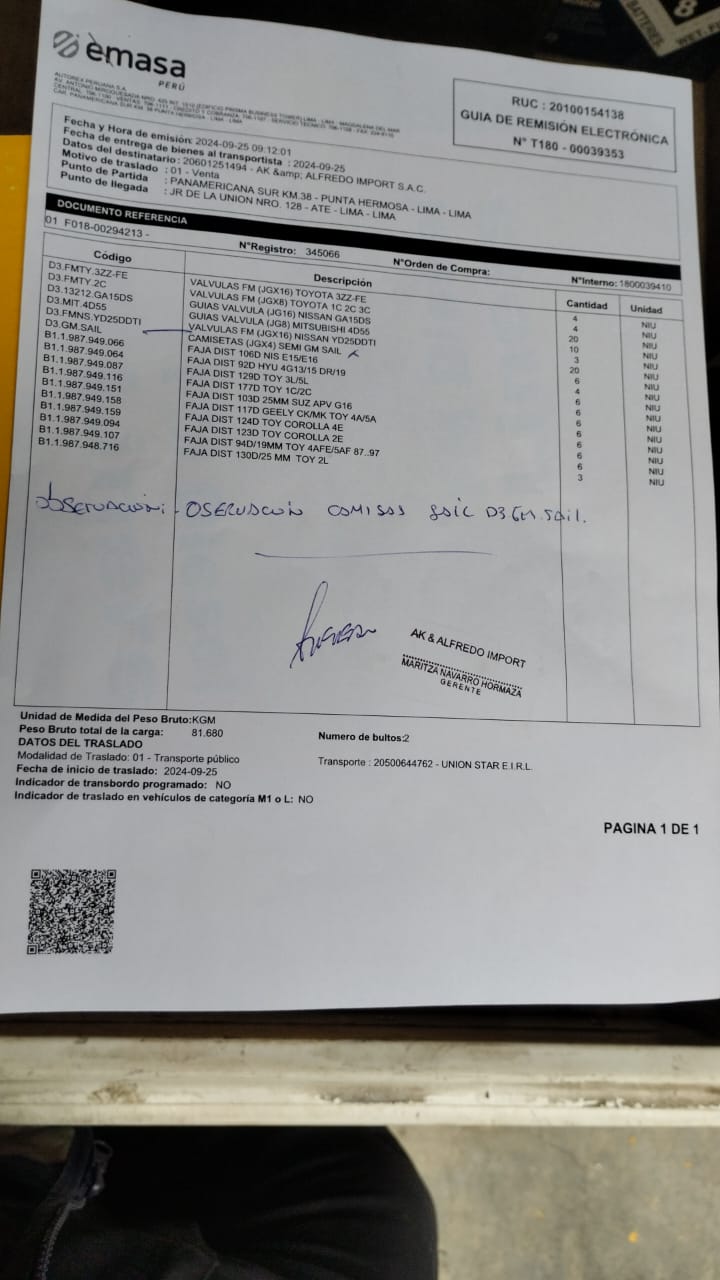 emasa
PERÚ
AUTOREX PERUANA S.A.
RUC : 20100154138
GUIA DE REMISIÓN ELECTRÓNICA
N° T180 - 00039353
Fecha y Hora de emisión: 2024-09-25 09:12:01
Fecha de entrega de bienes al transportista : 2024-09-25
Datos del destinatario : 20601251494 - AK &amp; ALFREDO IMPORT S.A.C.
Motivo de traslado : 01 - Venta
Punto de Partida : PANAMERICANA SUR KM.38 - PUNTA HERMOSA - LIMA - LIMA
Punto de llegada : JR DE LA UNION NRO. 128 - ATE - LIMA - LIMA
DOCUMENTO REFERENCIA
01 F018-00294213 - N°Registro: 345066 N°Orden de Compra: N°Interno: 1800039410
Código Descripción Cantidad Unidad
D3.FMTY.3ZZ-FE VALVULAS FM (JGX16) TOYOTA 3ZZ-FE 4 NIU
D3.FMTY.2C VALVULAS FM (JGX8) TOYOTA 1C 2C 3C 4 NIU
D3.13212.GA15DS GUIAS VALVULA (JG16) NISSAN GA15DS 20 NIU
D3.MIT.4D55 GUIAS VALVULA (JG8) MITSUBISHI 4D55 10 NIU
D3.FMNS.YD25DDTI VALVULAS FM (JGX16) NISSAN YD25DDTI 3 NIU
D3.GM.SAIL CAMISETAS (JGX4) SEMI GM SAIL 20 NIU
B1.1.987.949.066 FAJA DIST 106D NIS E15/E16 6 NIU
B1.1.987.949.064 FAJA DIST 92D HYU 4G13/15 DR/19 4 NIU
B1.1.987.949.087 FAJA DIST 129D TOY 3L/5L 6 NIU
B1.1.987.949.116 FAJA DIST 177D TOY 1C/2C 6 NIU
B1.1.987.949.151 FAJA DIST 103D 25MM SUZ APV G16 6 NIU
B1.1.987.949.158 FAJA DIST 117D GEELY CK/MK TOY 4A/5A 6 NIU
B1.1.987.949.159 FAJA DIST 124D TOY COROLLA 4E 6 NIU
B1.1.987.949.094 FAJA DIST 123D TOY COROLLA 2E 6 NIU
B1.1.987.949.107 FAJA DIST 94D/19MM TOY 4AFE/5AF 87..97 6 NIU
B1.1.987.948.716 FAJA DIST 130D/25 MM TOY 2L 3 NIU
observación: OSERVACIÓN COMISAS SAIL D3 GM.SAIL.
AK & ALFREDO IMPORT
MARITZA NAVARRO HORMAZA
GERENTE
Unidad de Medida del Peso Bruto:KGM
Peso Bruto total de la carga: 81.680 Numero de bultos:2
DATOS DEL TRASLADO
Modalidad de Traslado: 01 - Transporte público Transporte : 20500644762 - UNION STAR E.I.R.L.
Fecha de inicio de traslado: 2024-09-25
Indicador de transbordo programado: NO
Indicador de traslado en vehículos de categoría M1 o L: NO
PAGINA 1 DE 1